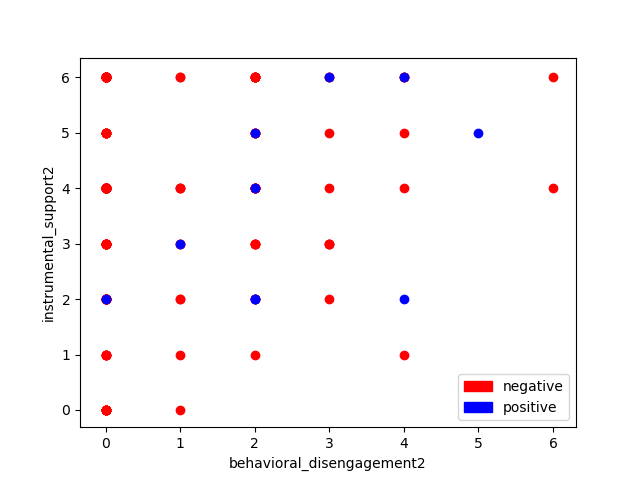 6
5
4
3
2
1
0
instrumental_support2
0 1 2 3 4 5 6
behavioral_disengagement2
negative
positive